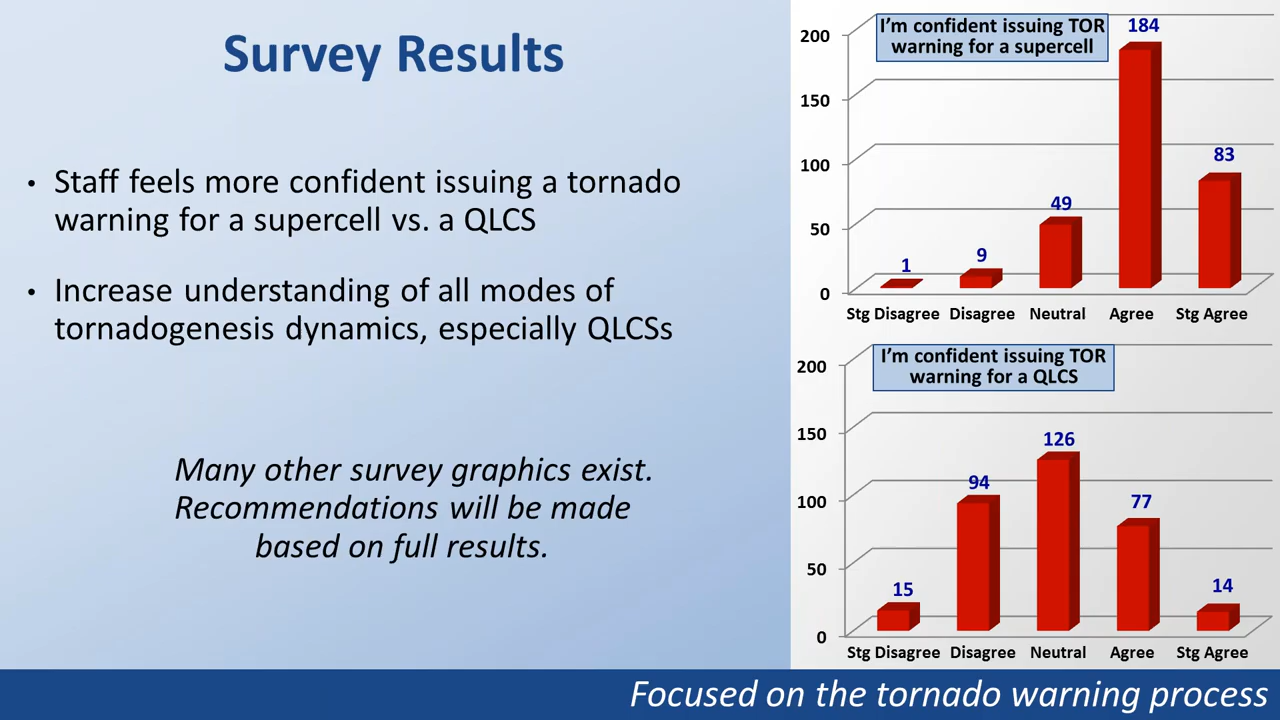 Survey Results
• Staff feels more confident issuing a tornado
warning for a supercell vs. a QLCS
• Increase understanding of all modes of
tornadogenesis dynamics, especially QLCSs
Many other survey graphics exist.
Recommendations will be made
based on full results.
I'm confident issuing TOR
warning for a supercell
200
150
100
50
0
1
9
49
184
83
Stg Disagree Disagree Neutral Agree Stg Agree
I'm confident issuing TOR
warning for a QLCS
200
150
100
50
0
15
94
126
77
14
Stg Disagree Disagree Neutral Agree Stg Agree
Focused on the tornado warning process